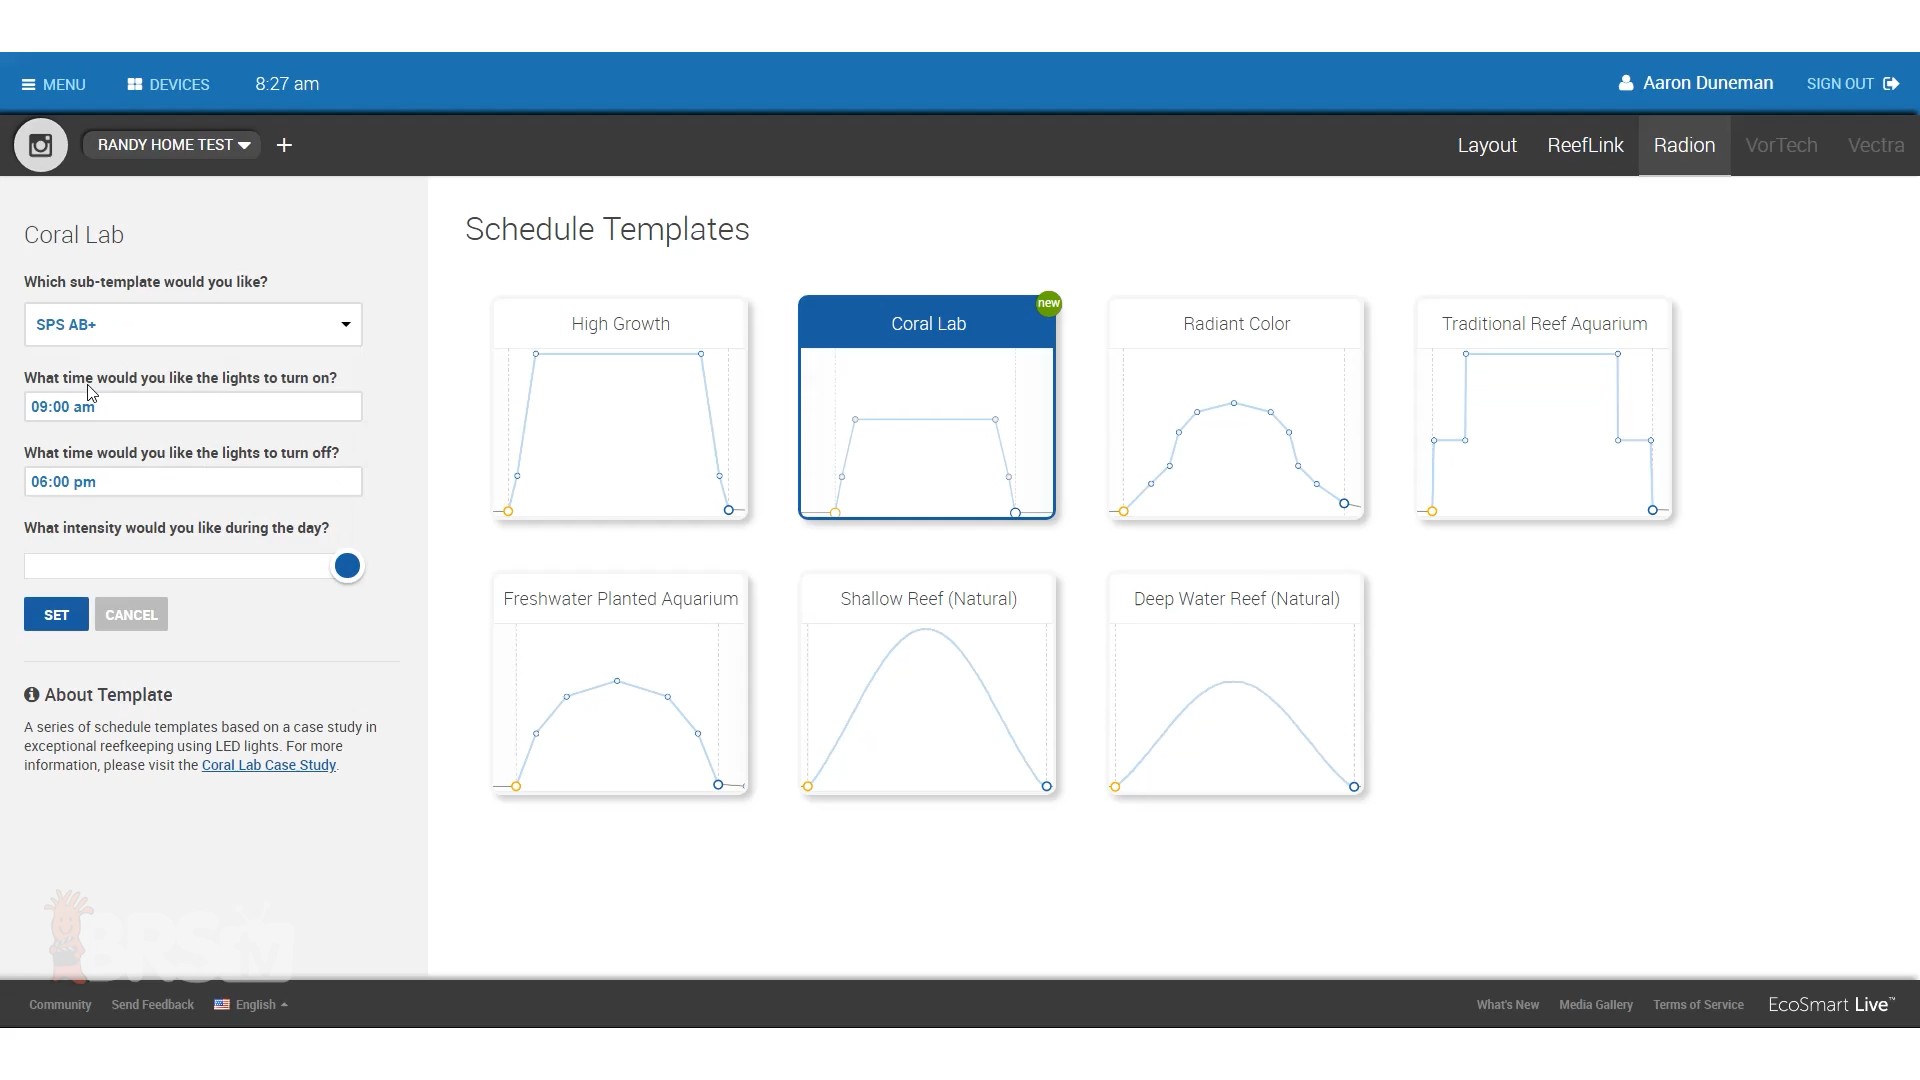 MENU
DEVICES
8:27 am
Aaron Duneman
SIGN OUT
RANDY HOME TEST
+
Layout
ReefLink
Radion
VorTech
Vectra
Coral Lab
Which sub-template would you like?
SPS AB+
What time would you like the lights to turn on?
09:00 am
What time would you like the lights to turn off?
06:00 pm
What intensity would you like during the day?
SET
CANCEL
About Template
A series of schedule templates based on a case study in
exceptional reefkeeping using LED lights. For more
information, please visit the Coral Lab Case Study.
Schedule Templates
High Growth
Coral Lab
new
Radiant Color
Traditional Reef Aquarium
Freshwater Planted Aquarium
Shallow Reef (Natural)
Deep Water Reef (Natural)
BRStv
Community
Send Feedback
English
What's New
Media Gallery
Terms of Service
EcoSmart Live™